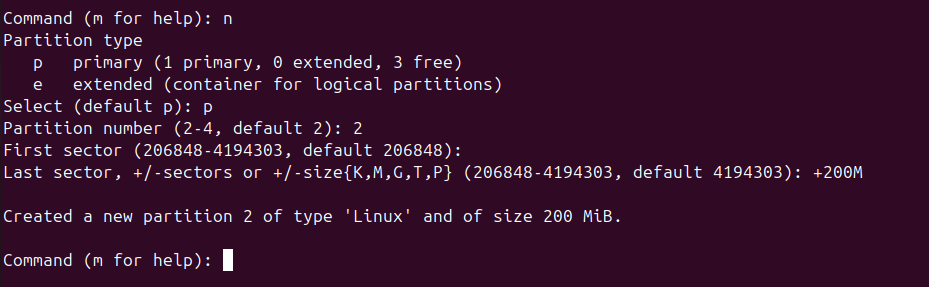 Command (m for help): n
Partition type
   p   primary (1 primary, 0 extended, 3 free)
   e   extended (container for logical partitions)
Select (default p): p
Partition number (2-4, default 2): 2
First sector (206848-4194303, default 206848):
Last sector, +/-sectors or +/-size{K,M,G,T,P} (206848-4194303, default 4194303): +200M

Created a new partition 2 of type 'Linux' and of size 200 MiB.

Command (m for help):